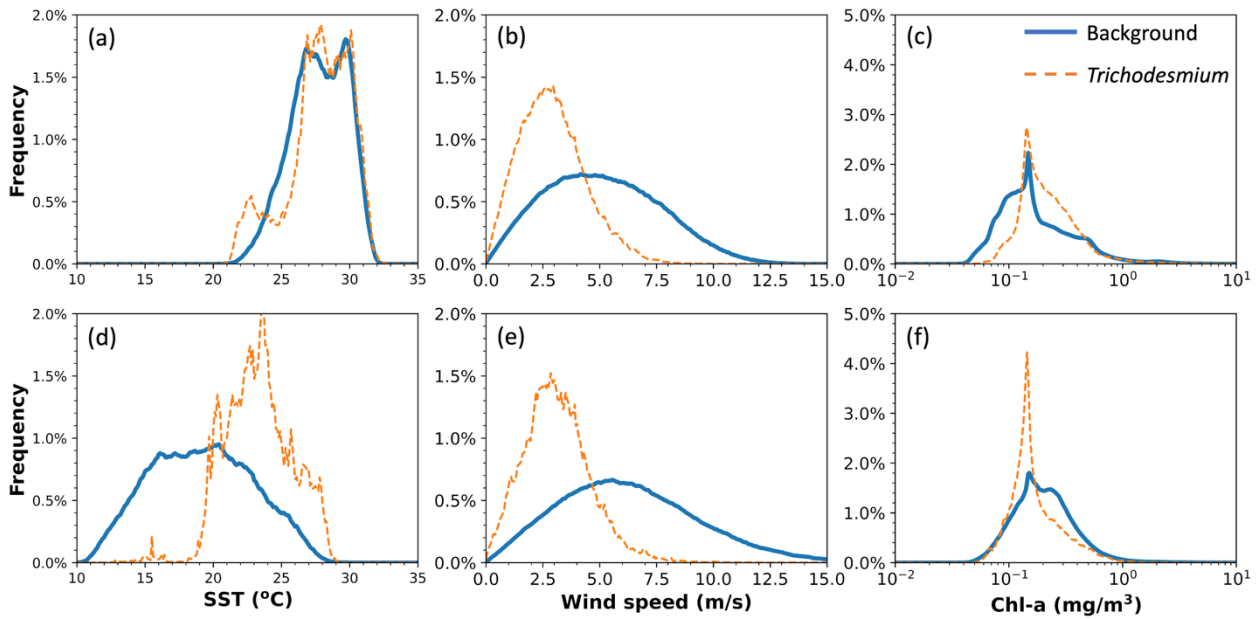 (a)
2.0%
1.5%
1.0%
0.5%
0.0%
10 15 20 25 30 35
Frequency
(b)
2.0%
1.5%
1.0%
0.5%
0.0%
0.0 2.5 5.0 7.5 10.0 12.5 15.0
(c)
5.0%
4.0%
3.0%
2.0%
1.0%
0.0%
10⁻² 10⁻¹ 10⁰ 10¹
Background
Trichodesmium
(d)
2.0%
1.5%
1.0%
0.5%
0.0%
10 15 20 25 30 35
Frequency
SST (°C)
(e)
2.0%
1.5%
1.0%
0.5%
0.0%
0.0 2.5 5.0 7.5 10.0 12.5 15.0
Wind speed (m/s)
(f)
5.0%
4.0%
3.0%
2.0%
1.0%
0.0%
10⁻² 10⁻¹ 10⁰ 10¹
Chl-a (mg/m³)